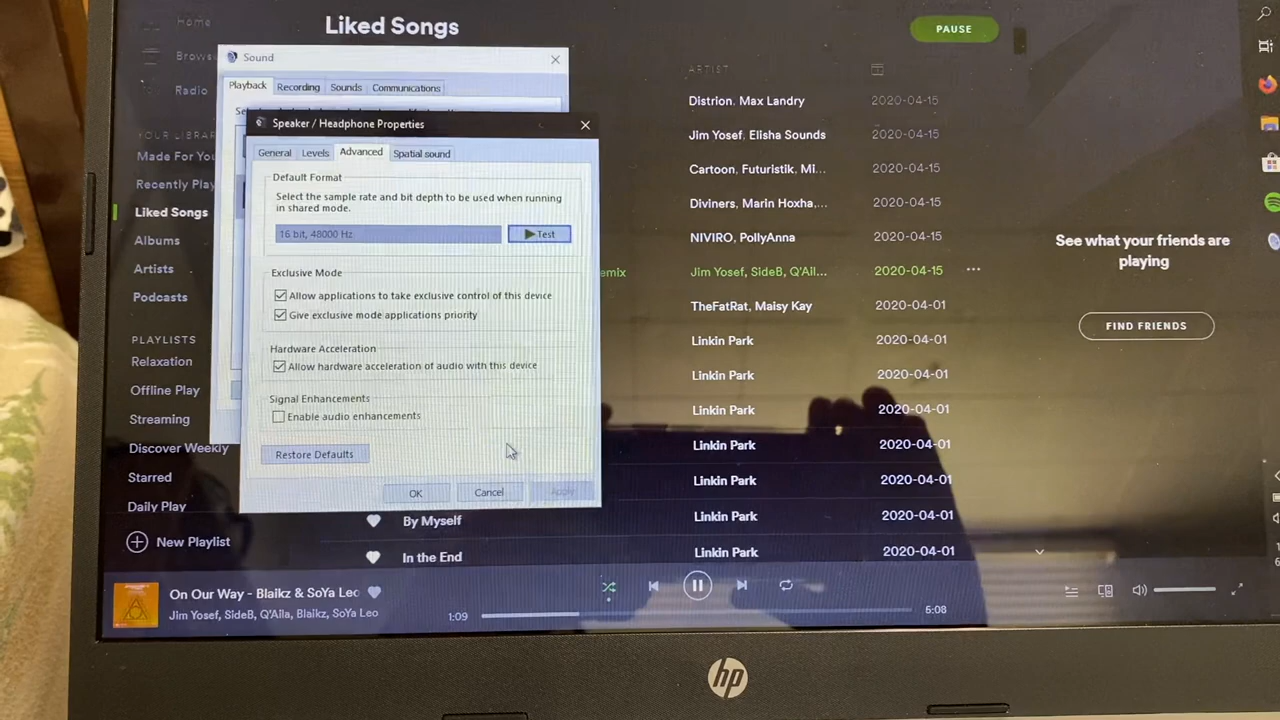 Home
Liked Songs
PAUSE
Sound
Brows
Radio
Playback
Recording
Sounds
Communications
ARTIST
Speaker / Headphone Properties
General
Levels
Advanced
Spatial sound
Default Format
Select the sample rate and bit depth to be used when running
in shared mode.
16 bit, 48000 Hz
Test
Exclusive Mode
Allow applications to take exclusive control of this device
Give exclusive mode applications priority
Hardware Acceleration
Allow hardware acceleration of audio with this device
Signal Enhancements
Enable audio enhancements
Restore Defaults
OK
Cancel
Apply
YOUR LIBRA
Made For You
Recently Play
Liked Songs
Albums
Artists
Podcasts
PLAYLISTS
Relaxation
Offline Play
Streaming
Discover Weekly
Starred
Daily Play
New Playlist
Distrion, Max Landry 2020-04-15
Jim Yosef, Elisha Sounds 2020-04-15
Cartoon, Futuristik, Mi... 2020-04-15
Diviners, Marin Hoxha,... 2020-04-15
NIVIRO, PollyAnna 2020-04-15
emix Jim Yosef, SideB, Q'Ail... 2020-04-15 ...
TheFatRat, Maisy Kay 2020-04-01
Linkin Park 2020-04-01
Linkin Park 2020-04-01
Linkin Park 2020-04-01
Linkin Park 2020-04-01
Linkin Park 2020-04-01
By Myself Linkin Park 2020-04-01
In the End Linkin Park 2020-04-01
See what your friends are
playing
FIND FRIENDS
On Our Way - Blaikz & SoYa Leo
Jim Yosef, SideB, Q'Aila, Blaikz, SoYa Leo
1:09
5:08
hp